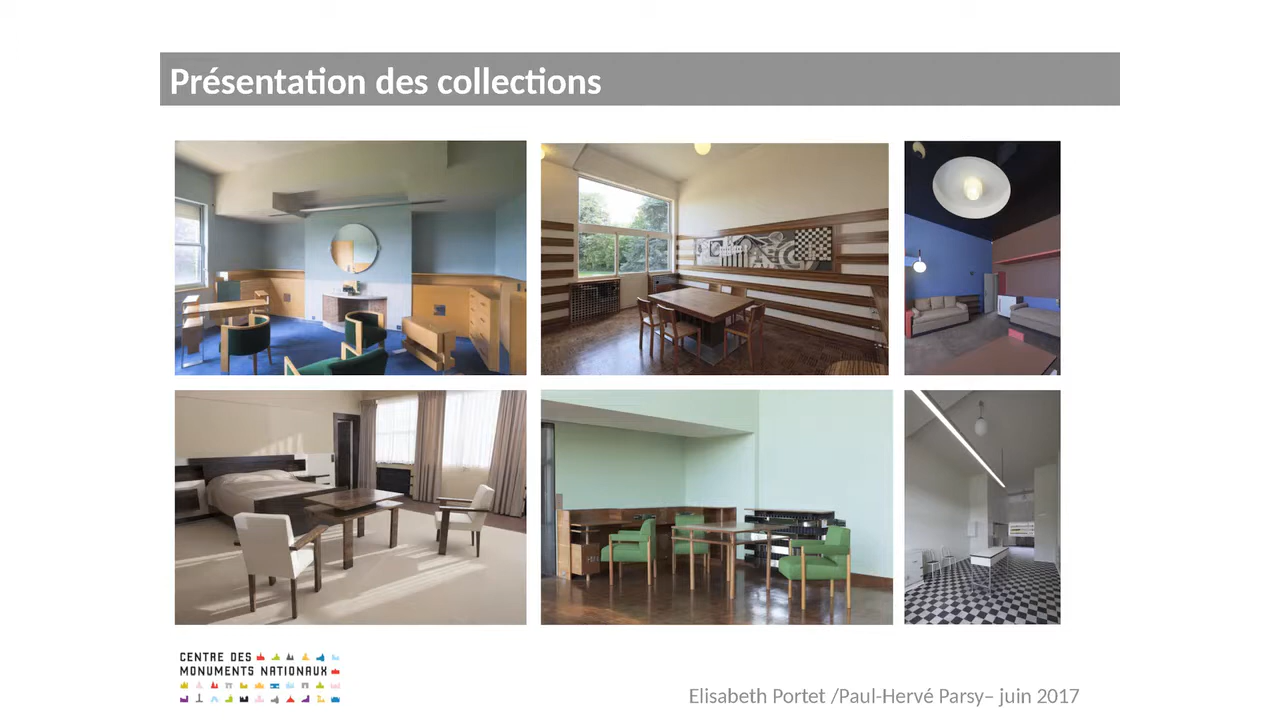 Présentation des collections
CENTRE DES
MONUMENTS NATIONAUX
Elisabeth Portet /Paul-Hervé Parsy– juin 2017